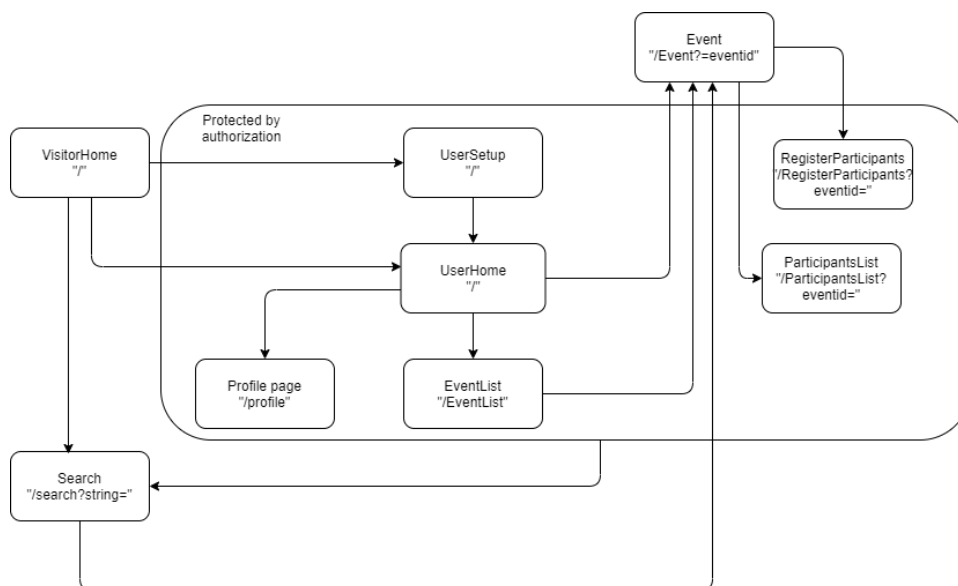 Event
"/Event?=eventid"
Protected by
authorization
VisitorHome
"/"
UserSetup
"/"
RegisterParticipants
"/RegisterParticipants?
eventid="
UserHome
"/"
ParticipantsList
"/ParticipantsList?
eventid="
Profile page
"/profile"
EventList
"/EventList"
Search
"/search?string="